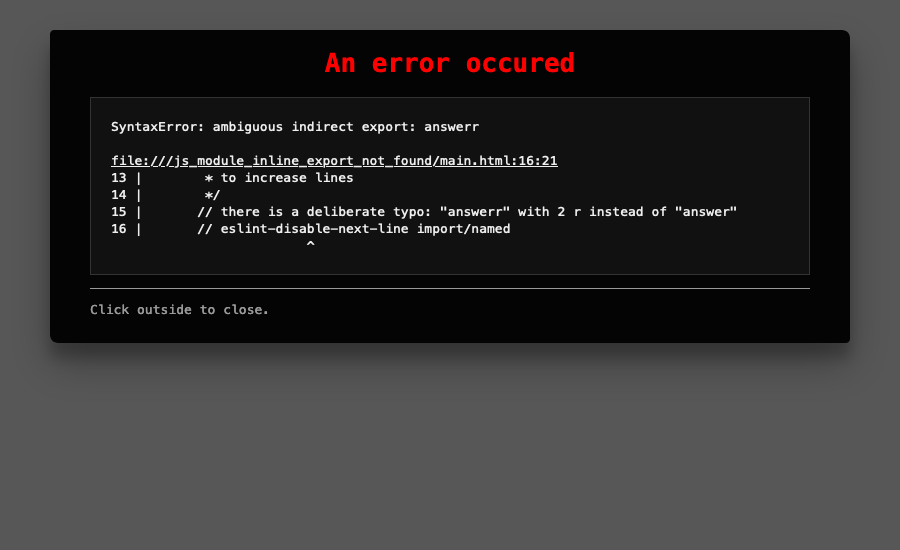 An error occured
SyntaxError: ambiguous indirect export: answerr
file:///js_module_inline_export_not_found/main.html:16:21
13 |        * to increase lines
14 |        */
15 |       // there is a deliberate typo: "answerr" with 2 r instead of "answer"
16 |       // eslint-disable-next-line import/named
                         ^
Click outside to close.